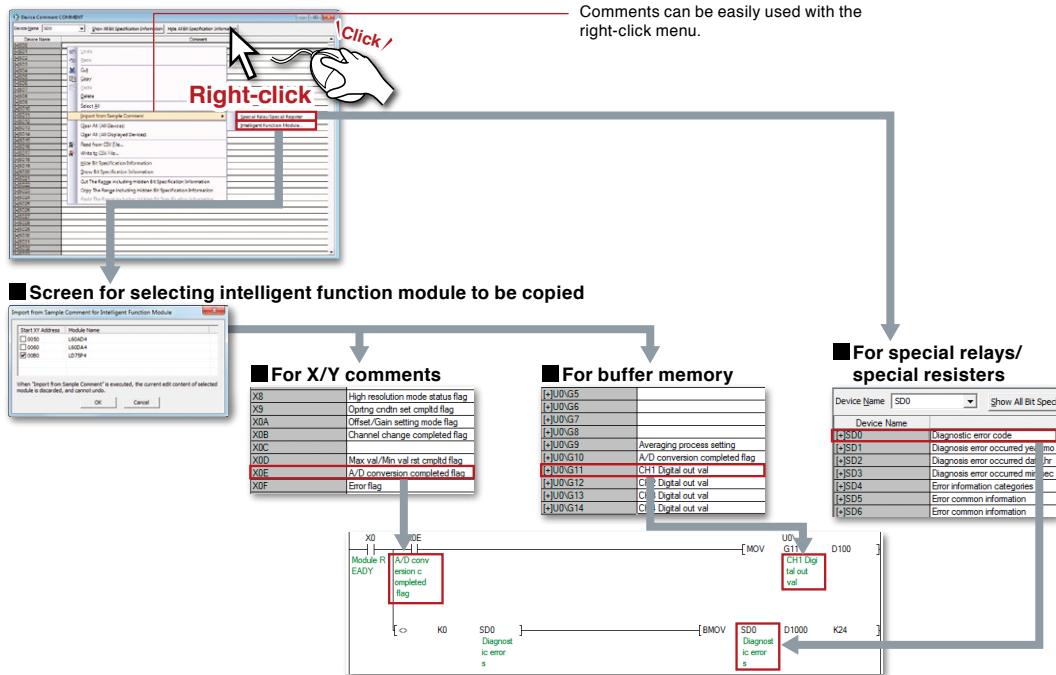 Comments can be easily used with the
right-click menu.
Device Comment COMMENT
Device Name SD0 Show All Bit Specification Information Hide All Bit Specification Information
Device Name Comment
Click
Right-click
Undo
Redo
Cut
Copy
Paste
Delete
Select All
Import from Sample Comment
Special Relay/Special Register
Intelligent Function Module...
Clear All (All Devices)
Clear All (All Displayed Devices)
Read from CSV File...
Write to CSV File...
Hide Bit Specification Information
Show Bit Specification Information
Cut The Range including Hidden Bit Specification Information
Copy The Range including Hidden Bit Specification Information
Paste The Range including Hidden Bit Specification Information
■Screen for selecting intelligent function module to be copied
Import from Sample Comment for Intelligent Function Module
Start XY Address Module Name
0050 L60AD4
0060 L60DA4
00B0 LD75P4
When "Import from Sample Comment" is executed, the current edit content of selected
module is discarded, and cannot undo.
OK Cancel
■For X/Y comments
X8 High resolution mode status flag
X9 Oprtng cndtn set cmpltd flag
X0A Offset/Gain setting mode flag
X0B Channel change completed flag
X0C
X0D Max val/Min val rst cmpltd flag
X0E A/D conversion completed flag
X0F Error flag
■For buffer memory
[+]U0\G5
[+]U0\G6
[+]U0\G7
[+]U0\G8
[+]U0\G9 Averaging process setting
[+]U0\G10 A/D conversion completed flag
[+]U0\G11 CH1 Digital out val
[+]U0\G12 CH2 Digital out val
[+]U0\G13 CH3 Digital out val
[+]U0\G14 CH4 Digital out val
■For special relays/
special resisters
Device Name SD0 Show All Bit Speci
Device Name
[+]SD0 Diagnostic error code
[+]SD1 Diagnosis error occurred year,mo
[+]SD2 Diagnosis error occurred date,hr
[+]SD3 Diagnosis error occurred min,sec
[+]SD4 Error information categories
[+]SD5 Error common information
[+]SD6 Error common information
X0 X0E U0\
[MOV G11 D100 ]
Module R A/D conv CH1 Digi
EADY ersion c tal out
ompleted val
flag
[<> K0 SD0 ] [BMOV SD0 D1000 K24 ]
Diagnost Diagnost
ic error ic error
s s